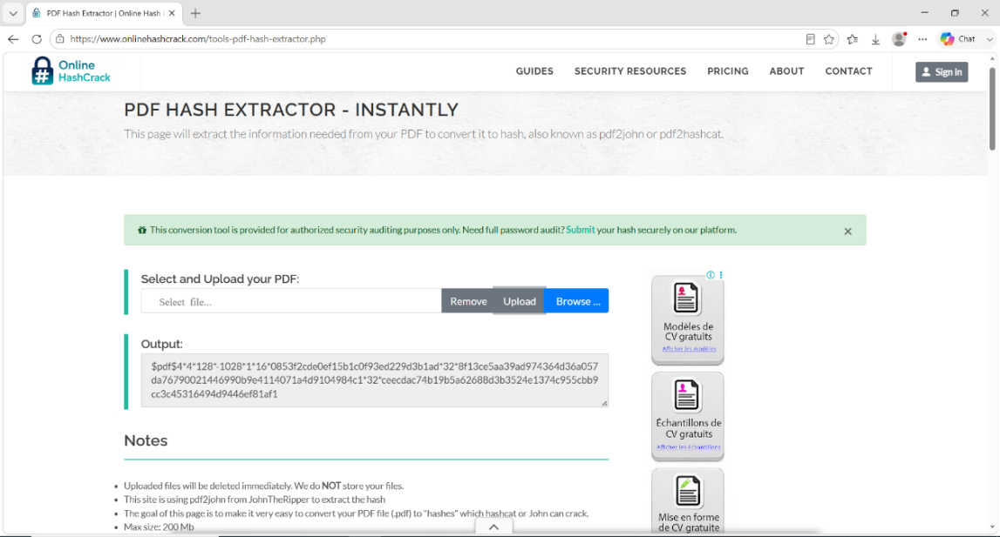 PDF Hash Extractor | Online Hash C
https://www.onlinehashcrack.com/tools-pdf-hash-extractor.php
Chat
Online
HashCrack
GUIDES SECURITY RESOURCES PRICING ABOUT CONTACT Sign in
PDF HASH EXTRACTOR - INSTANTLY
This page will extract the information needed from your PDF to convert it to hash, also known as pdf2john or pdf2hashcat.
This conversion tool is provided for authorized security auditing purposes only. Need full password audit? Submit your hash securely on our platform.
Select and Upload your PDF:
Select file... Remove Upload Browse ...
Output:
$pdf$4*4*128*-1028*1*16*0853f2cde0ef15b1c0f93ed229d3b1ad*32*8f13ce5aa39ad974364d36a057
da76790021446990b9e4114071a4d9104984c1*32*ceecdac74b19b5a62688d3b3524e1374c955cbb9
cc3c45316494d9446ef81af1
Notes
Uploaded files will be deleted immediately. We do NOT store your files.
This site is using pdf2john from JohnTheRipper to extract the hash
The goal of this page is to make it very easy to convert your PDF file (.pdf) to "hashes" which hashcat or John can crack.
Max size: 200 Mb
Modèles de
CV gratuits
Afficher les modèles
Échantillons de
CV gratuits
Afficher les échantillons
Mise en forme
de CV gratuite